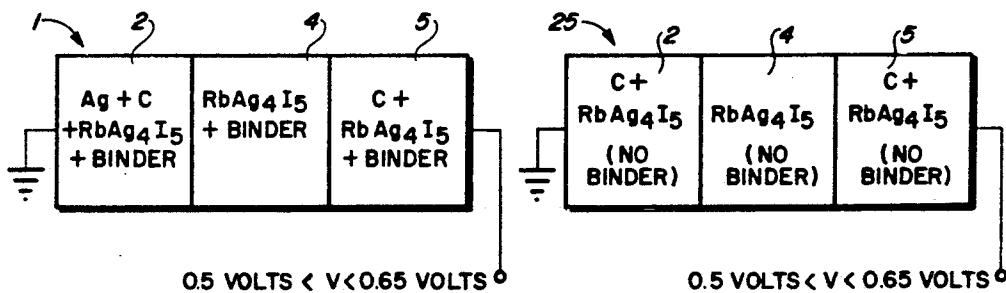 1 2 4 5
Ag + C
+RbAg4I5
+ BINDER
RbAg4I5
+ BINDER
C +
RbAg4I5
+ BINDER
0.5 VOLTS < V < 0.65 VOLTS
25 2 4 5
C +
RbAg4I5
(NO
BINDER)
RbAg4I5
(NO
BINDER)
C +
RbAg4I5
(NO
BINDER)
0.5 VOLTS < V < 0.65 VOLTS